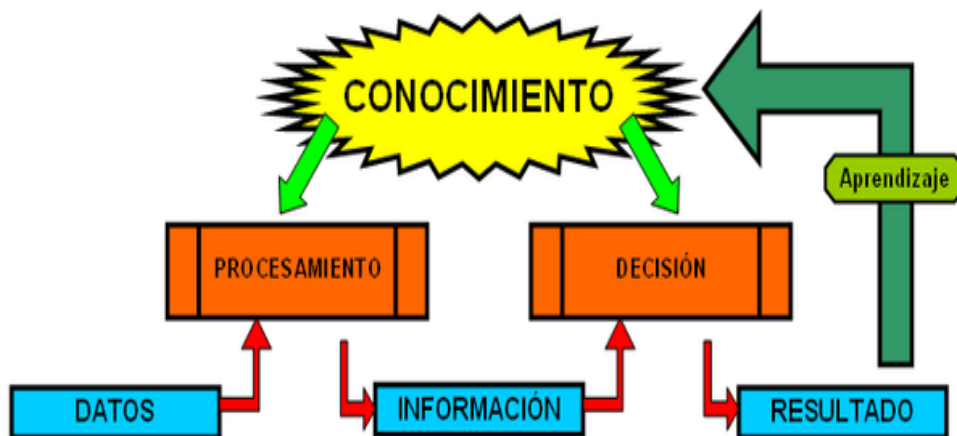 CONOCIMIENTO
Aprendizaje
PROCESAMIENTO
DECISIÓN
DATOS
INFORMACIÓN
RESULTADO